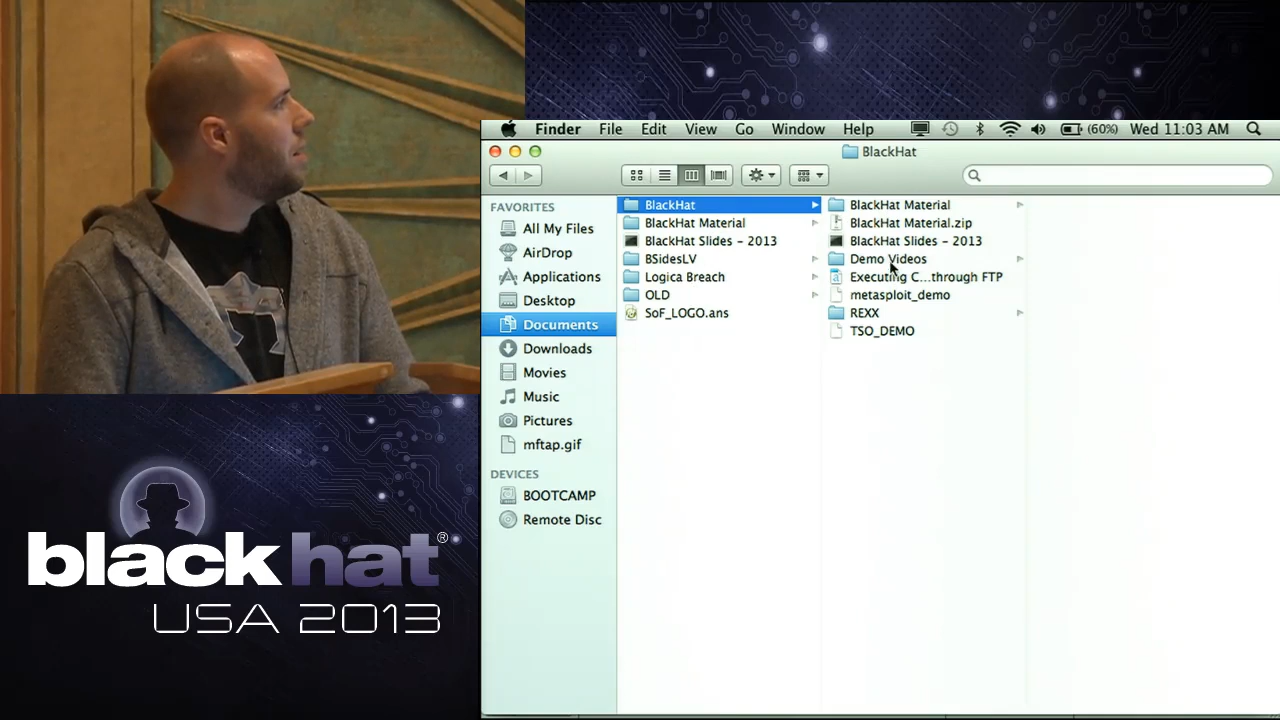 Finder File Edit View Go Window Help (60%) Wed 11:03 AM
BlackHat
FAVORITES
All My Files
AirDrop
Applications
Desktop
Documents
Downloads
Movies
Music
Pictures
mftap.gif
DEVICES
BOOTCAMP
Remote Disc
BlackHat
BlackHat Material
BlackHat Slides - 2013
BSidesLV
Logica Breach
OLD
SoF_LOGO.ans
BlackHat Material
BlackHat Material.zip
BlackHat Slides - 2013
Demo Videos
Executing C...through FTP
metasploit_demo
REXX
TSO_DEMO
black hat®
USA 2013